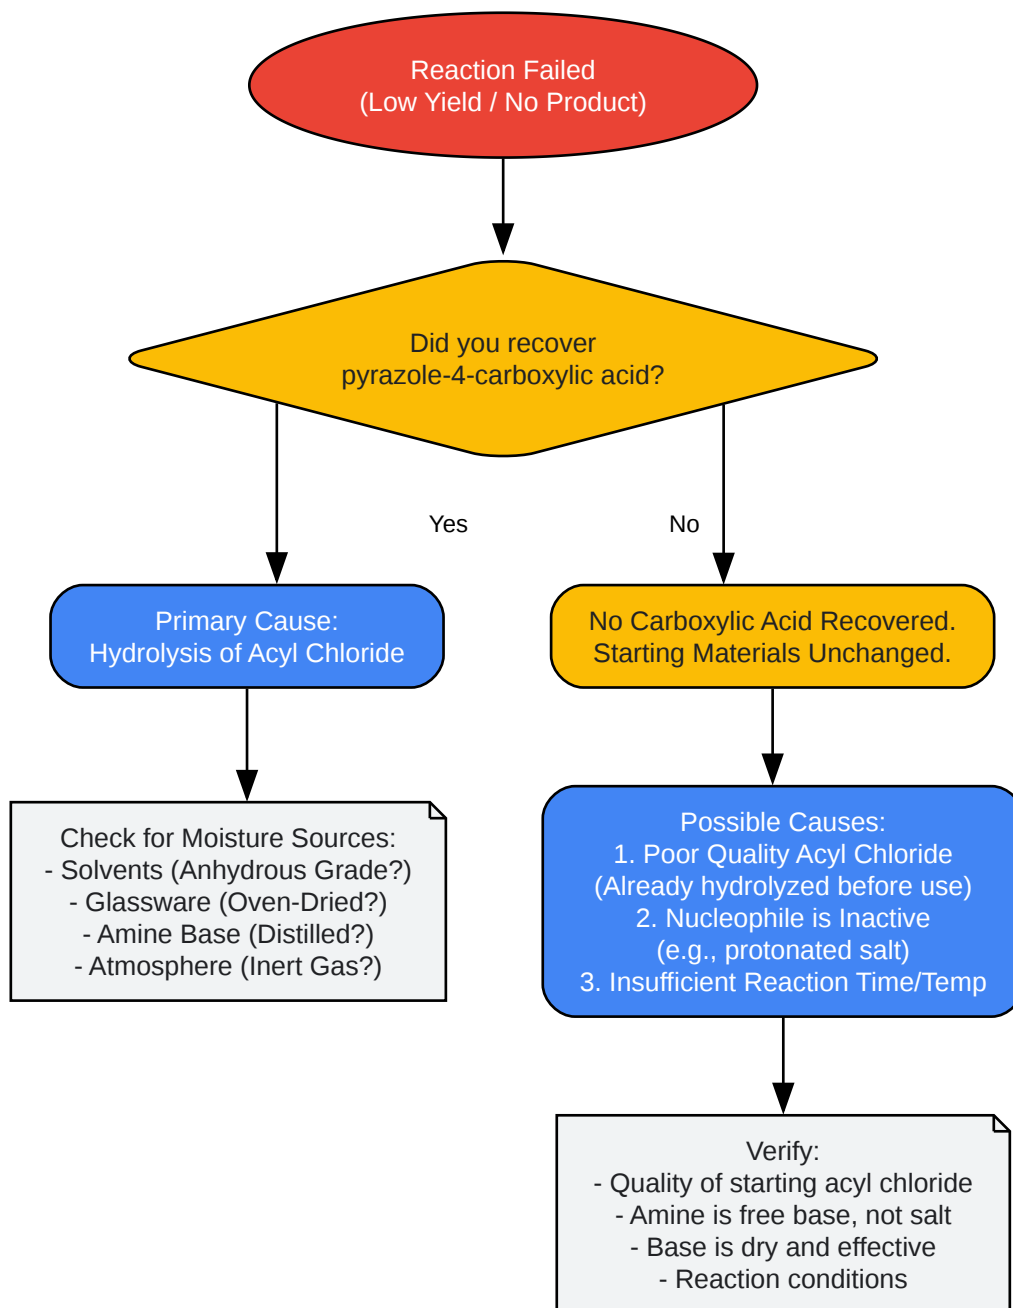 Reaction Failed
(Low Yield / No Product)
Did you recover
pyrazole-4-carboxylic acid?
Yes
No
Primary Cause:
Hydrolysis of Acyl Chloride
No Carboxylic Acid Recovered.
Starting Materials Unchanged.
Check for Moisture Sources:
- Solvents (Anhydrous Grade?)
- Glassware (Oven-Dried?)
- Amine Base (Distilled?)
- Atmosphere (Inert Gas?)
Possible Causes:
1. Poor Quality Acyl Chloride
(Already hydrolyzed before use)
2. Nucleophile is Inactive
(e.g., protonated salt)
3. Insufficient Reaction Time/Temp
Verify:
- Quality of starting acyl chloride
- Amine is free base, not salt
- Base is dry and effective
- Reaction conditions